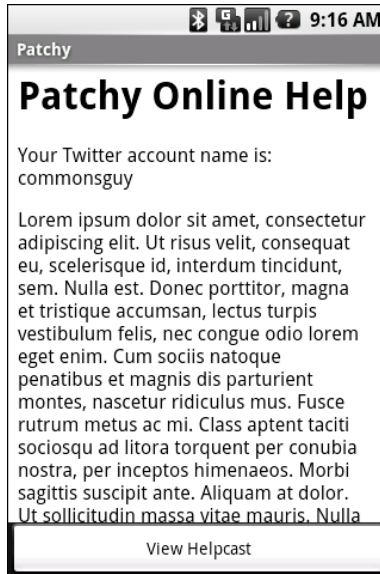 9:16 AM
Patchy
Patchy Online Help
Your Twitter account name is:
commonsguy
Lorem ipsum dolor sit amet, consectetur
adipiscing elit. Ut risus velit, consequat
eu, scelerisque id, interdum tincidunt,
sem. Nulla est. Donec porttitor, magna
et tristique accumsan, lectus turpis
vestibulum felis, nec congue odio lorem
eget enim. Cum sociis natoque
penatibus et magnis dis parturient
montes, nascetur ridiculus mus. Fusce
rutrum metus ac mi. Class aptent taciti
sociosqu ad litora torquent per conubia
nostra, per inceptos himenaeos. Morbi
sagittis suscipit ante. Aliquam at dolor.
Ut sollicitudin massa vitae mauris. Nulla
View Helpcast